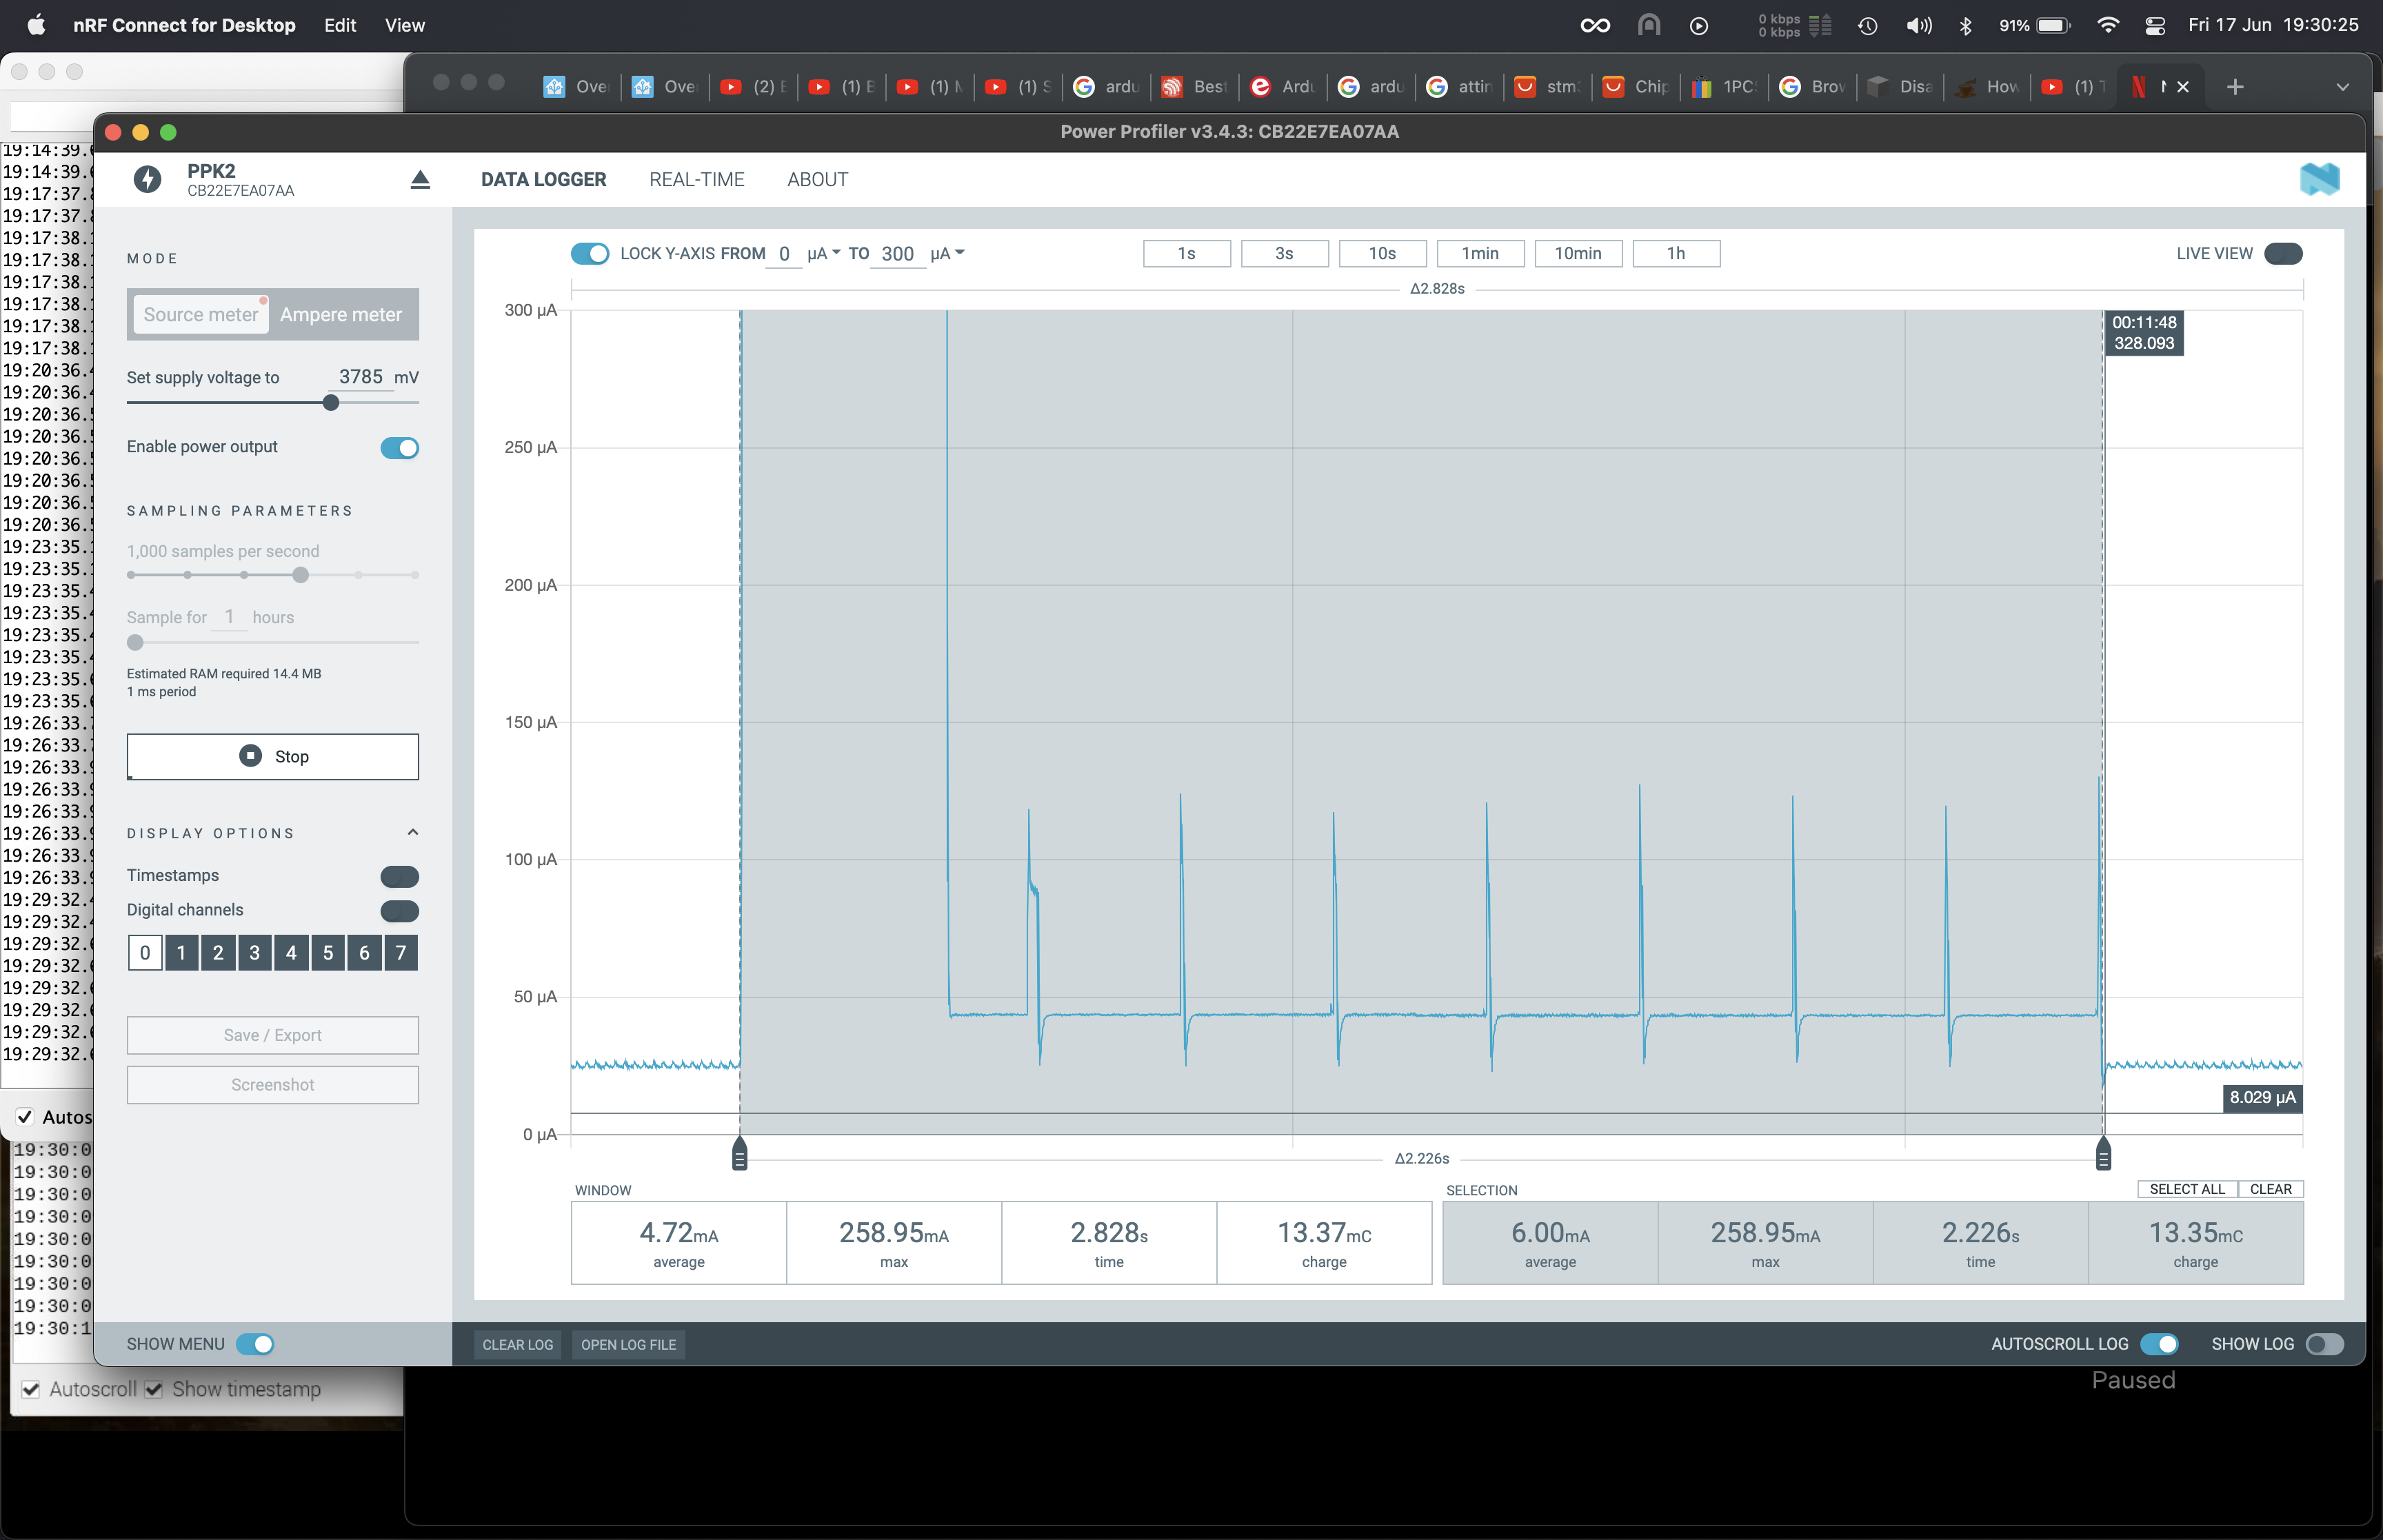 nRF Connect for Desktop Edit View
0 kbps
0 kbps
91%
Fri 17 Jun 19:30:25
Over
Over
(2)
(1)
(1)
(1)
ardu
Best
Ardu
ardu
attin
stm
Chip
1PC
Brow
Disa
How
(1)
Power Profiler v3.4.3: CB22E7EA07AA
19:14:39.
19:14:39.
19:17:37.
19:17:37.
19:17:38.
19:17:38.
19:17:38.
19:17:38.
19:17:38.
19:17:38.
19:20:36.
19:20:36.
19:20:36.
19:20:36.
19:20:36.
19:20:36.
19:20:36.
19:20:36.
19:23:35.
19:23:35.
19:23:35.
19:23:35.
19:23:35.
19:23:35.
19:23:35.
19:23:35.
19:26:33.
19:26:33.
19:26:33.
19:26:33.
19:26:33.
19:26:33.
19:26:33.
19:26:33.
19:29:32.
19:29:32.
19:29:32.
19:29:32.
19:29:32.
19:29:32.
19:29:32.
19:29:32.
Autos
19:30:0
19:30:0
19:30:0
19:30:0
19:30:0
19:30:0
19:30:0
19:30:0
19:30:1
Autoscroll Show timestamp
PPK2
CB22E7EA07AA
DATA LOGGER REAL-TIME ABOUT
MODE
Source meter Ampere meter
Set supply voltage to 3785 mV
Enable power output
SAMPLING PARAMETERS
1,000 samples per second
Sample for 1 hours
Estimated RAM required 14.4 MB
1 ms period
Stop
DISPLAY OPTIONS
Timestamps
Digital channels
0 1 2 3 4 5 6 7
Save / Export
Screenshot
SHOW MENU
LOCK Y-AXIS FROM 0 µA TO 300 µA
1s 3s 10s 1min 10min 1h
LIVE VIEW
Δ2.828s
300 µA
250 µA
200 µA
150 µA
100 µA
50 µA
0 µA
00:11:48
328.093
8.029 µA
Δ2.226s
WINDOW
4.72mA
average
258.95mA
max
2.828s
time
13.37mC
charge
SELECTION
SELECT ALL CLEAR
6.00mA
average
258.95mA
max
2.226s
time
13.35mC
charge
CLEAR LOG OPEN LOG FILE
AUTOSCROLL LOG SHOW LOG
Paused